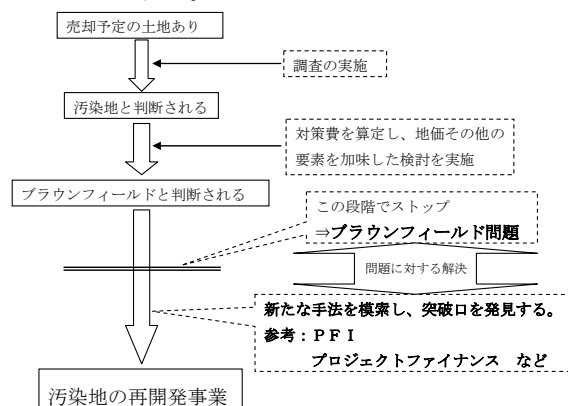 売却予定の土地あり
調査の実施
汚染地と判断される
対策費を算定し、地価その他の
要素を加味した検討を実施
ブラウンフィールドと判断される
この段階でストップ
⇒ブラウンフィールド問題
問題に対する解決
新たな手法を模索し、突破口を発見する。
参考：ＰＦＩ
プロジェクトファイナンス　など
汚染地の再開発事業